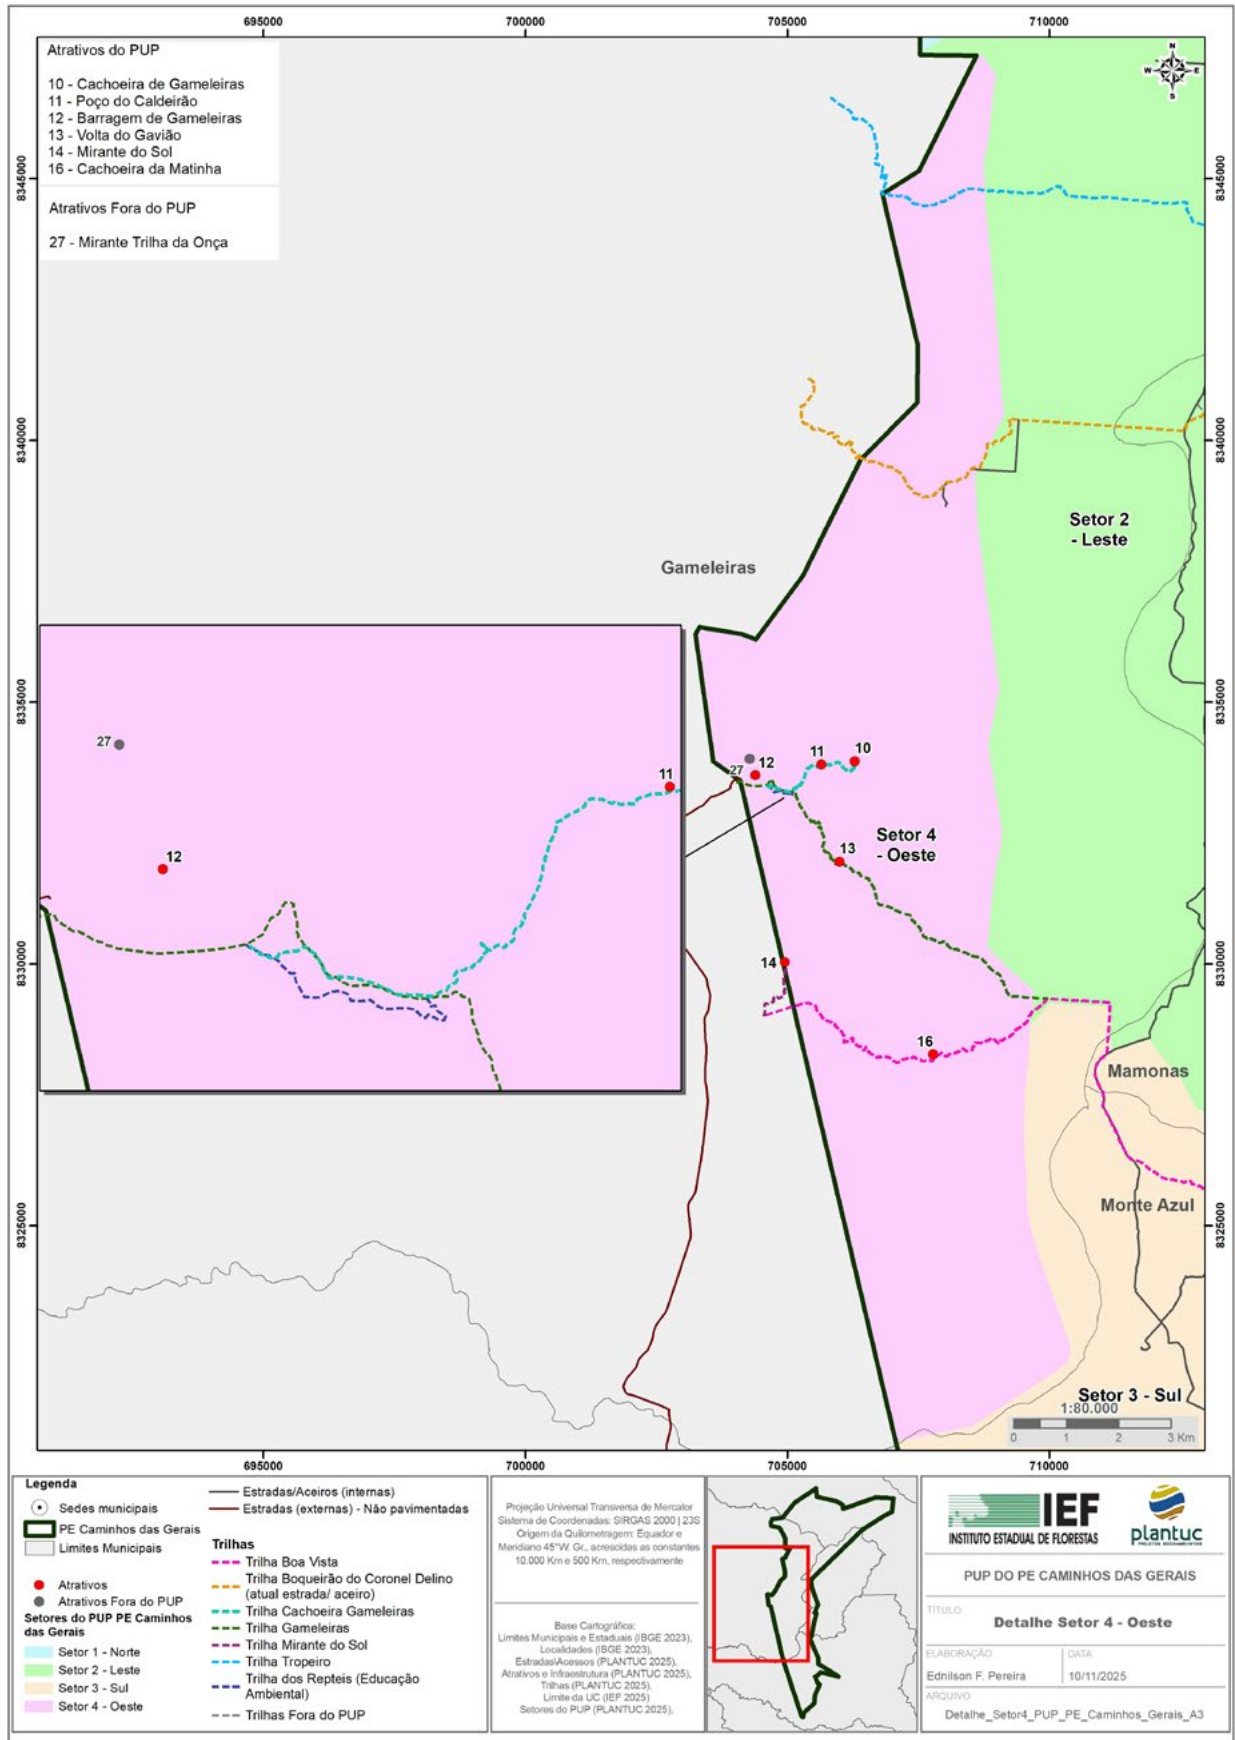 695000 700000 705000 710000
Atrativos do PUP
10 - Cachoeira de Gameleiras
11 - Poço do Caldeirão
12 - Barragem de Gameleiras
13 - Volta do Gavião
14 - Mirante do Sol
16 - Cachoeira da Matinha
Atrativos Fora do PUP
27 - Mirante Trilha da Onça
N
W E
S
8345000 8345000
8340000 8340000
Setor 2
- Leste
Gameleiras
8335000 8335000
27
12
11
27
12
11
10
Setor 4
- Oeste
13
8330000 8330000
14
16
Mamonas
Monte Azul
8325000 8325000
Setor 3 - Sul
1:80.000
0 1 2 3 Km
695000 700000 705000 710000
Legenda
Sedes municipais
PE Caminhos das Gerais
Limites Municipais
Atrativos
Atrativos Fora do PUP
Setores do PUP PE Caminhos
das Gerais
Setor 1 - Norte
Setor 2 - Leste
Setor 3 - Sul
Setor 4 - Oeste
Estradas/Aceiros (internas)
Estradas (externas) - Não pavimentadas
Trilhas
Trilha Boa Vista
Trilha Boqueirão do Coronel Delino
(atual estrada/ aceiro)
Trilha Cachoeira Gameleiras
Trilha Gameleiras
Trilha Mirante do Sol
Trilha Tropeiro
Trilha dos Repteis (Educação
Ambiental)
Trilhas Fora do PUP
Projeção Universal Transversa de Mercator
Sistema de Coordenadas: SIRGAS 2000 | 23S
Origem da Quilometragem: Equador e
Meridiano 45°W. Gr., acrescidas as constantes
10.000 Km e 500 Km, respectivamente
Base Cartográfica:
Limites Municipais e Estaduais (IBGE 2023),
Localidades (IBGE 2023),
Estradas\Acessos (PLANTUC 2025),
Atrativos e Infraestrutura (PLANTUC 2025),
Trilhas (PLANTUC 2025),
Limite da UC (IEF 2025)
Setores do PUP (PLANTUC 2025),
IEF
INSTITUTO ESTADUAL DE FLORESTAS
plantuc
PROJETOS SOCIOAMBIENTAIS
PUP DO PE CAMINHOS DAS GERAIS
TÍTULO
Detalhe Setor 4 - Oeste
ELABORAÇÃO DATA
Ednilson F. Pereira 10/11/2025
ARQUIVO
Detalhe_Setor4_PUP_PE_Caminhos_Gerais_A3